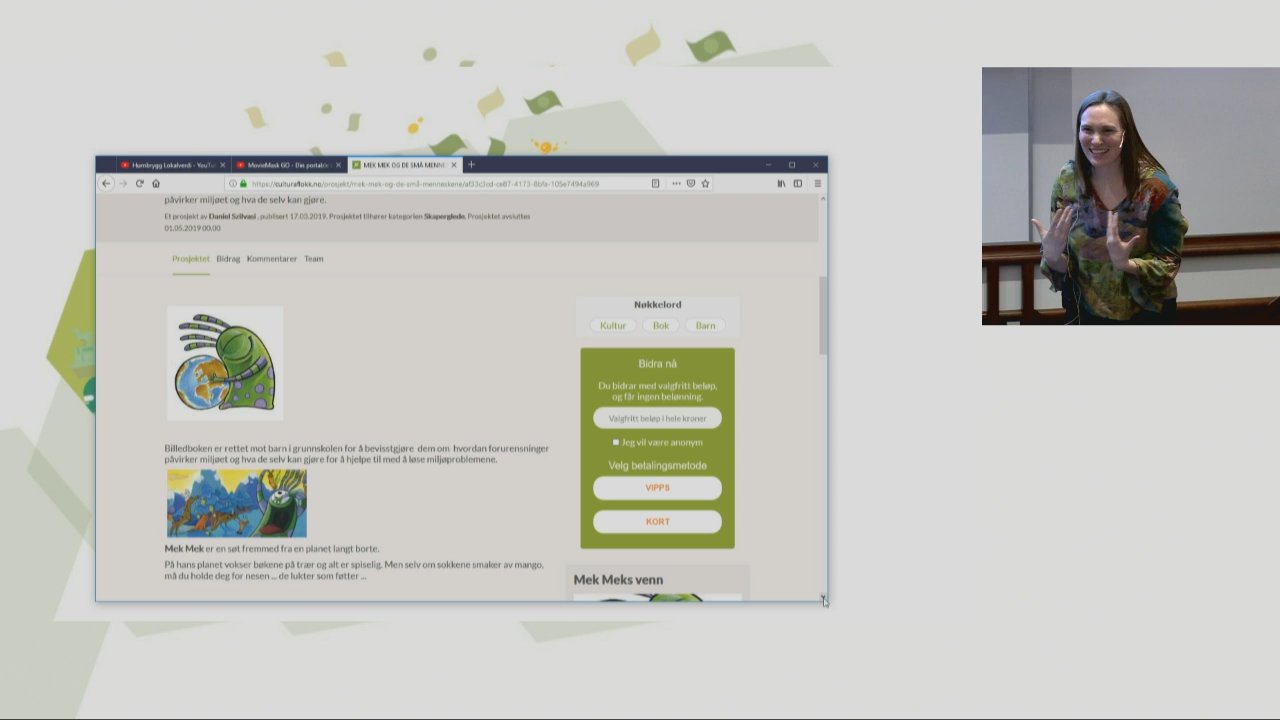 Humbrygg Lokalverdi - YouTu
MovieMask GO - Din portal
MEK MEK OG DE SMÅ MENN
https://culturaflokk.no/prosjekt/mek-mek-og-de-små-menneskene/
påvirker miljøet og hva de selv kan gjøre.
Et prosjekt av Daniel Szilvasi , publisert 17.03.2019. Prosjektet tilhører kategorien Skaperglede. Prosjektet avsluttes
01.05.2019 00.00
Prosjektet Bidrag Kommentarer Team
Billedboken er rettet mot barn i grunnskolen for å bevisstgjøre dem om hvordan forurensninger
påvirker miljøet og hva de selv kan gjøre for å hjelpe til med å løse miljøproblemene.
Mek Mek er en søt fremmed fra en planet langt borte.
På hans planet vokser bøkene på trær og alt er spiselig. Men selv om sokkene smaker av mango,
må du holde deg for nesen ... de lukter som føtter ...
Nøkkelord
Kultur Bok Barn
Bidra nå
Du bidrar med valgfritt beløp,
og får ingen belønning.
Valgfritt beløp i hele kroner
Jeg vil være anonym
Velg betalingsmetode
VIPPS
KORT
Mek Meks venn